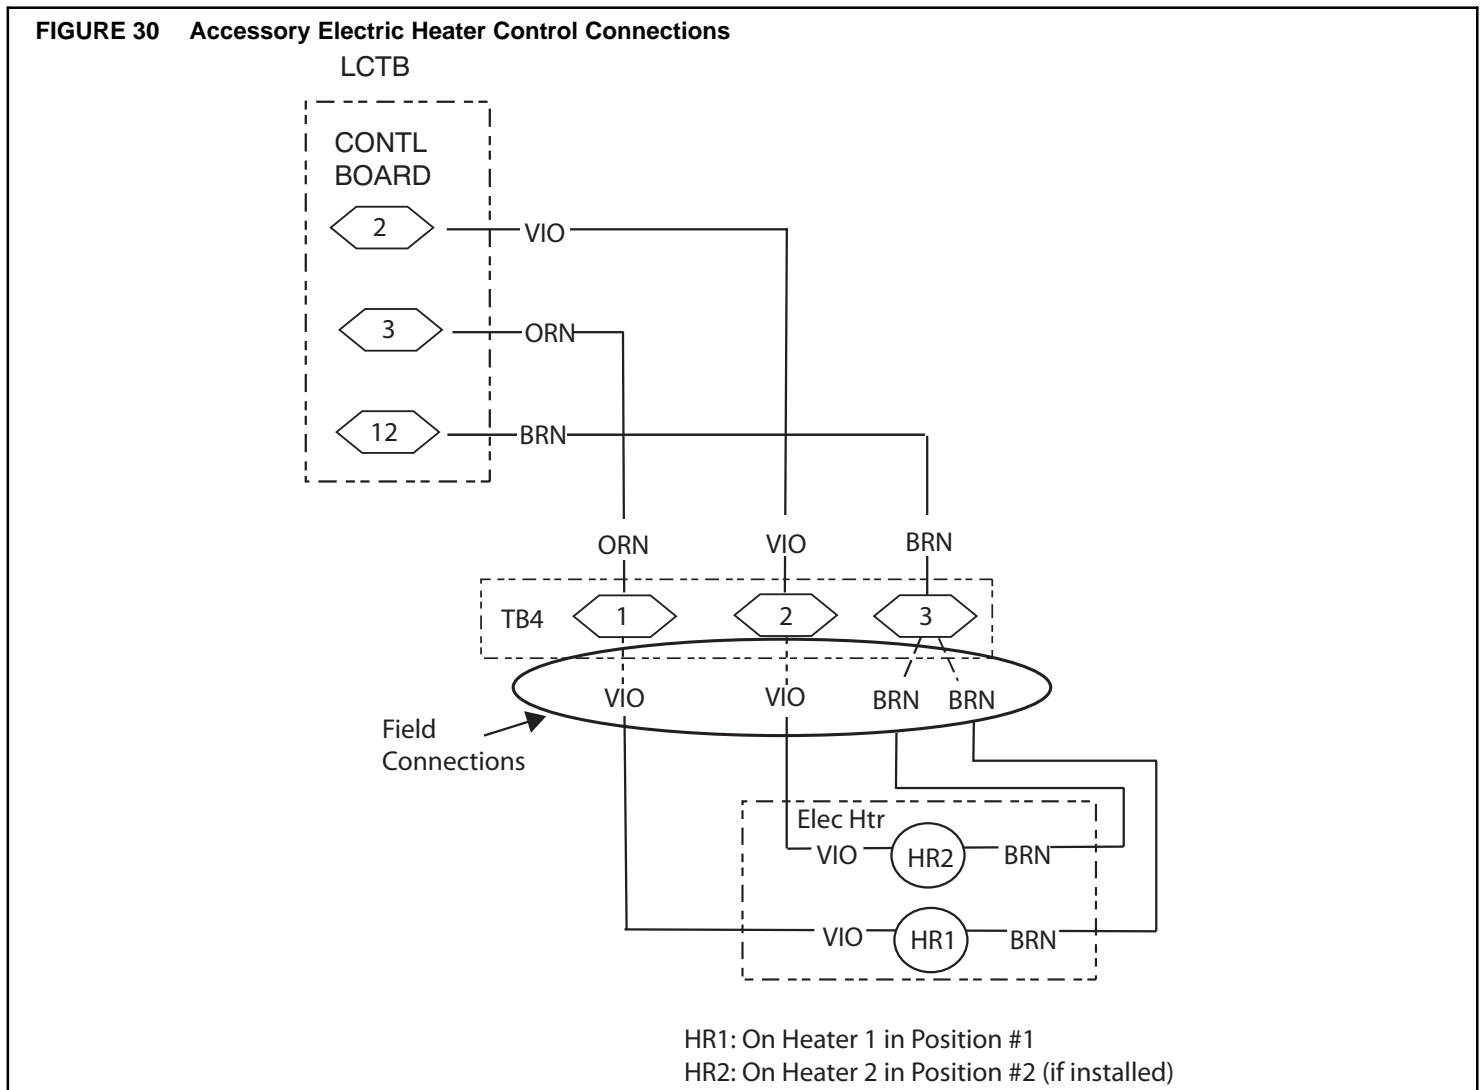 FIGURE 30 Accessory Electric Heater Control Connections
LCTB
CONTL
BOARD
2
VIO
3
ORN
12
BRN
ORN
VIO
BRN
TB4
1
2
3
VIO
VIO
BRN
BRN
Field
Connections
Elec Htr
VIO
HR2
BRN
VIO
HR1
BRN
HR1: On Heater 1 in Position #1
HR2: On Heater 2 in Position #2 (if installed)